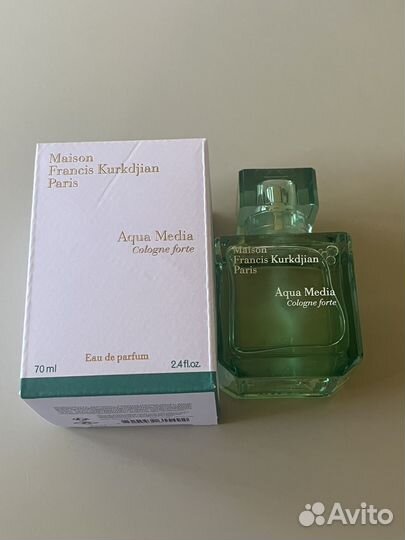 Maison
Francis Kurkdjian
Paris
Aqua Media
Cologne forte
Eau de parfum
70 ml
2.4 fl.oz.
Maison
Francis Kurkdjian
Paris
Aqua Media
Cologne forte
Avito